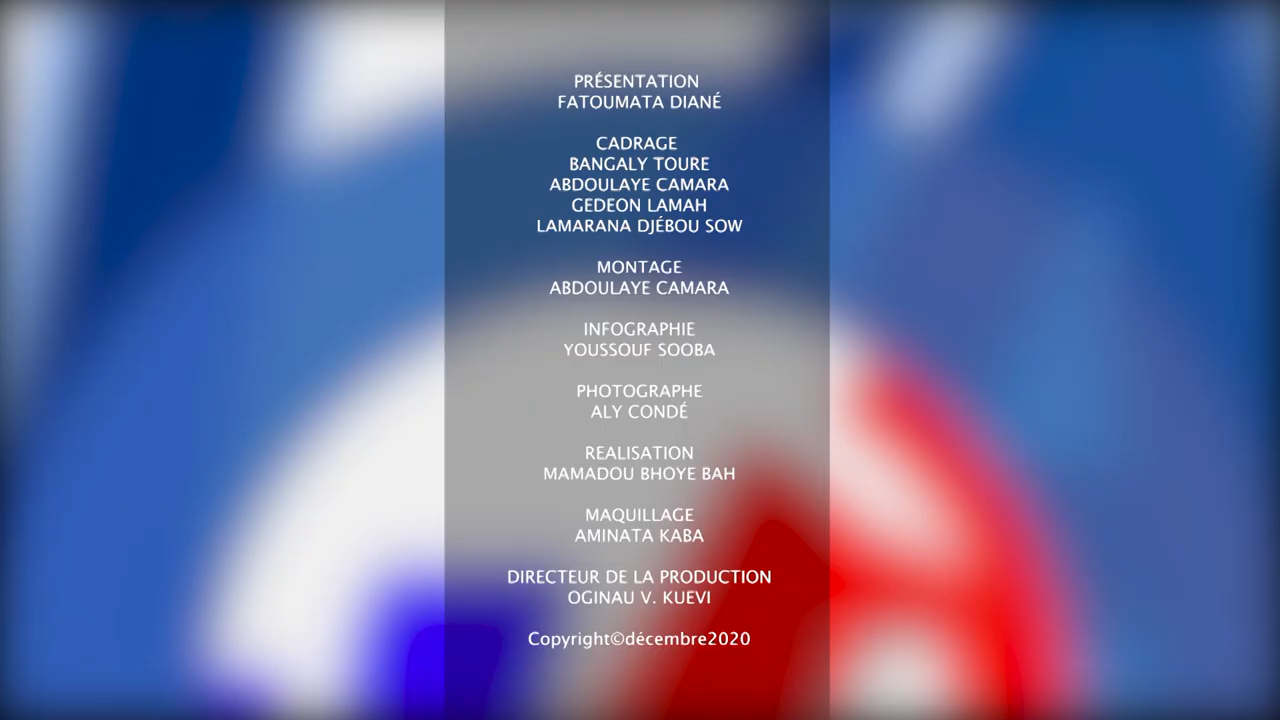 PRÉSENTATION
FATOUMATA DIANÉ
CADRAGE
BANGALY TOURE
ABDOULAYE CAMARA
GEDEON LAMAH
LAMARANA DJÉBOU SOW
MONTAGE
ABDOULAYE CAMARA
INFOGRAPHIE
YOUSSOUF SOOBA
PHOTOGRAPHE
ALY CONDÉ
REALISATION
MAMADOU BHOYE BAH
MAQUILLAGE
AMINATA KABA
DIRECTEUR DE LA PRODUCTION
OGINAU V. KUEVI
Copyright©décembre2020